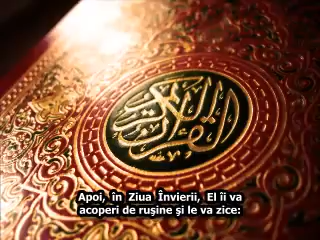 القرآن الكريم
Apoi, în Ziua Învierii, El îi va
acoperi de ruşine şi le va zice: